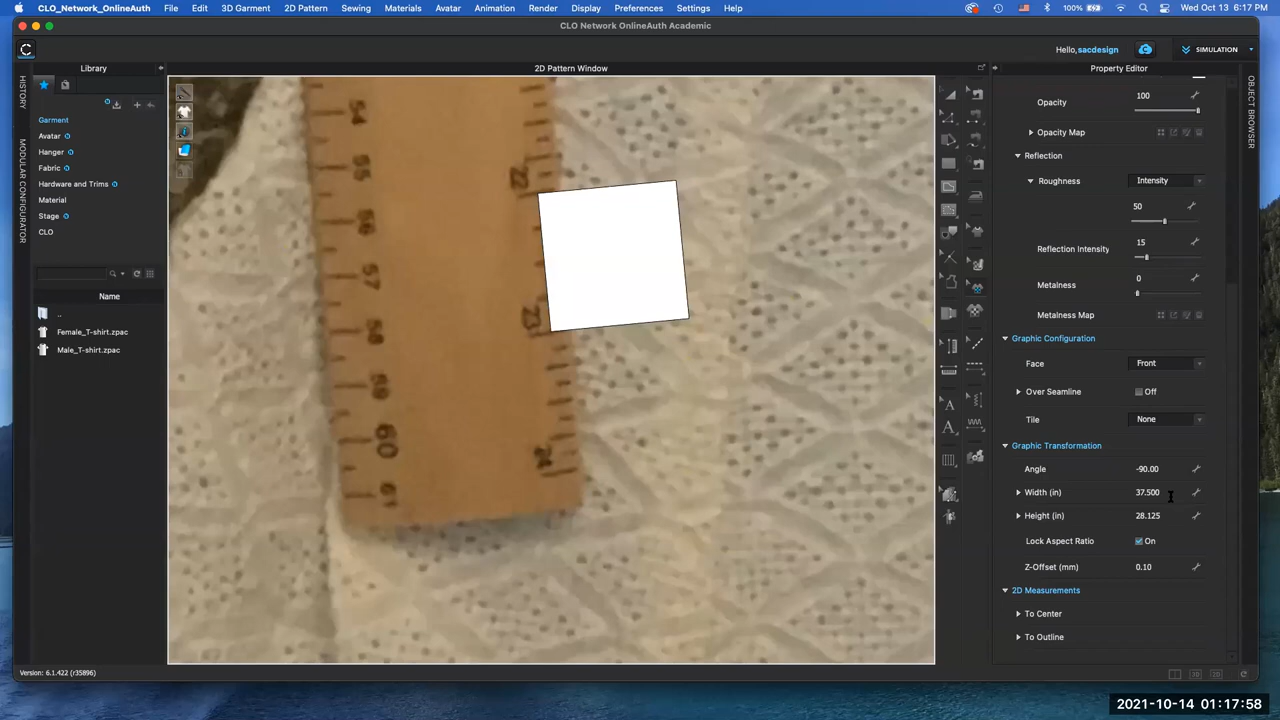 CLO_Network_OnlineAuth File Edit 3D Garment 2D Pattern Sewing Materials Avatar Animation Render Display Preferences Settings Help 100% Wed Oct 13 6:17 PM
CLO Network OnlineAuth Academic
Hello, sacdesign SIMULATION
Library 2D Pattern Window Property Editor
HISTORY
MODULAR CONFIGURATOR
OBJECT BROWSER
Garment
Avatar
Hanger
Fabric
Hardware and Trims
Material
Stage
CLO
Name
..
Female_T-shirt.zpac
Male_T-shirt.zpac
54
55
56
57
58
59
60
61
22
23
24
Opacity 100
Opacity Map
Reflection
Roughness Intensity
50
Reflection Intensity 15
Metalness 0
Metalness Map
Graphic Configuration
Face Front
Over Seamline Off
Tile None
Graphic Transformation
Angle -90.00
Width (in) 37.500
Height (in) 28.125
Lock Aspect Ratio On
Z-Offset (mm) 0.10
2D Measurements
To Center
To Outline
Version: 6.1.422 (r35896)
2021-10-14 01:17:58